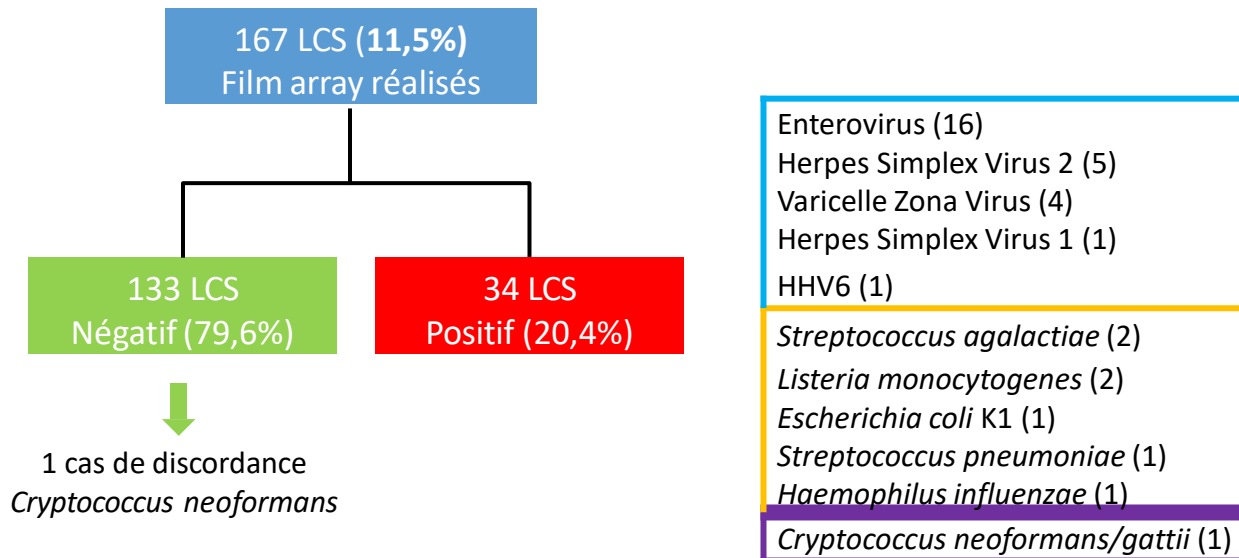 167 LCS (11,5%)
Film array réalisés
133 LCS
Négatif (79,6%)
34 LCS
Positif (20,4%)
1 cas de discordance
Cryptococcus neoformans
Enterovirus (16)
Herpes Simplex Virus 2 (5)
Varicelle Zona Virus (4)
Herpes Simplex Virus 1 (1)
HHV6 (1)
Streptococcus agalactiae (2)
Listeria monocytogenes (2)
Escherichia coli K1 (1)
Streptococcus pneumoniae (1)
Haemophilus influenzae (1)
Cryptococcus neoformans/gattii (1)